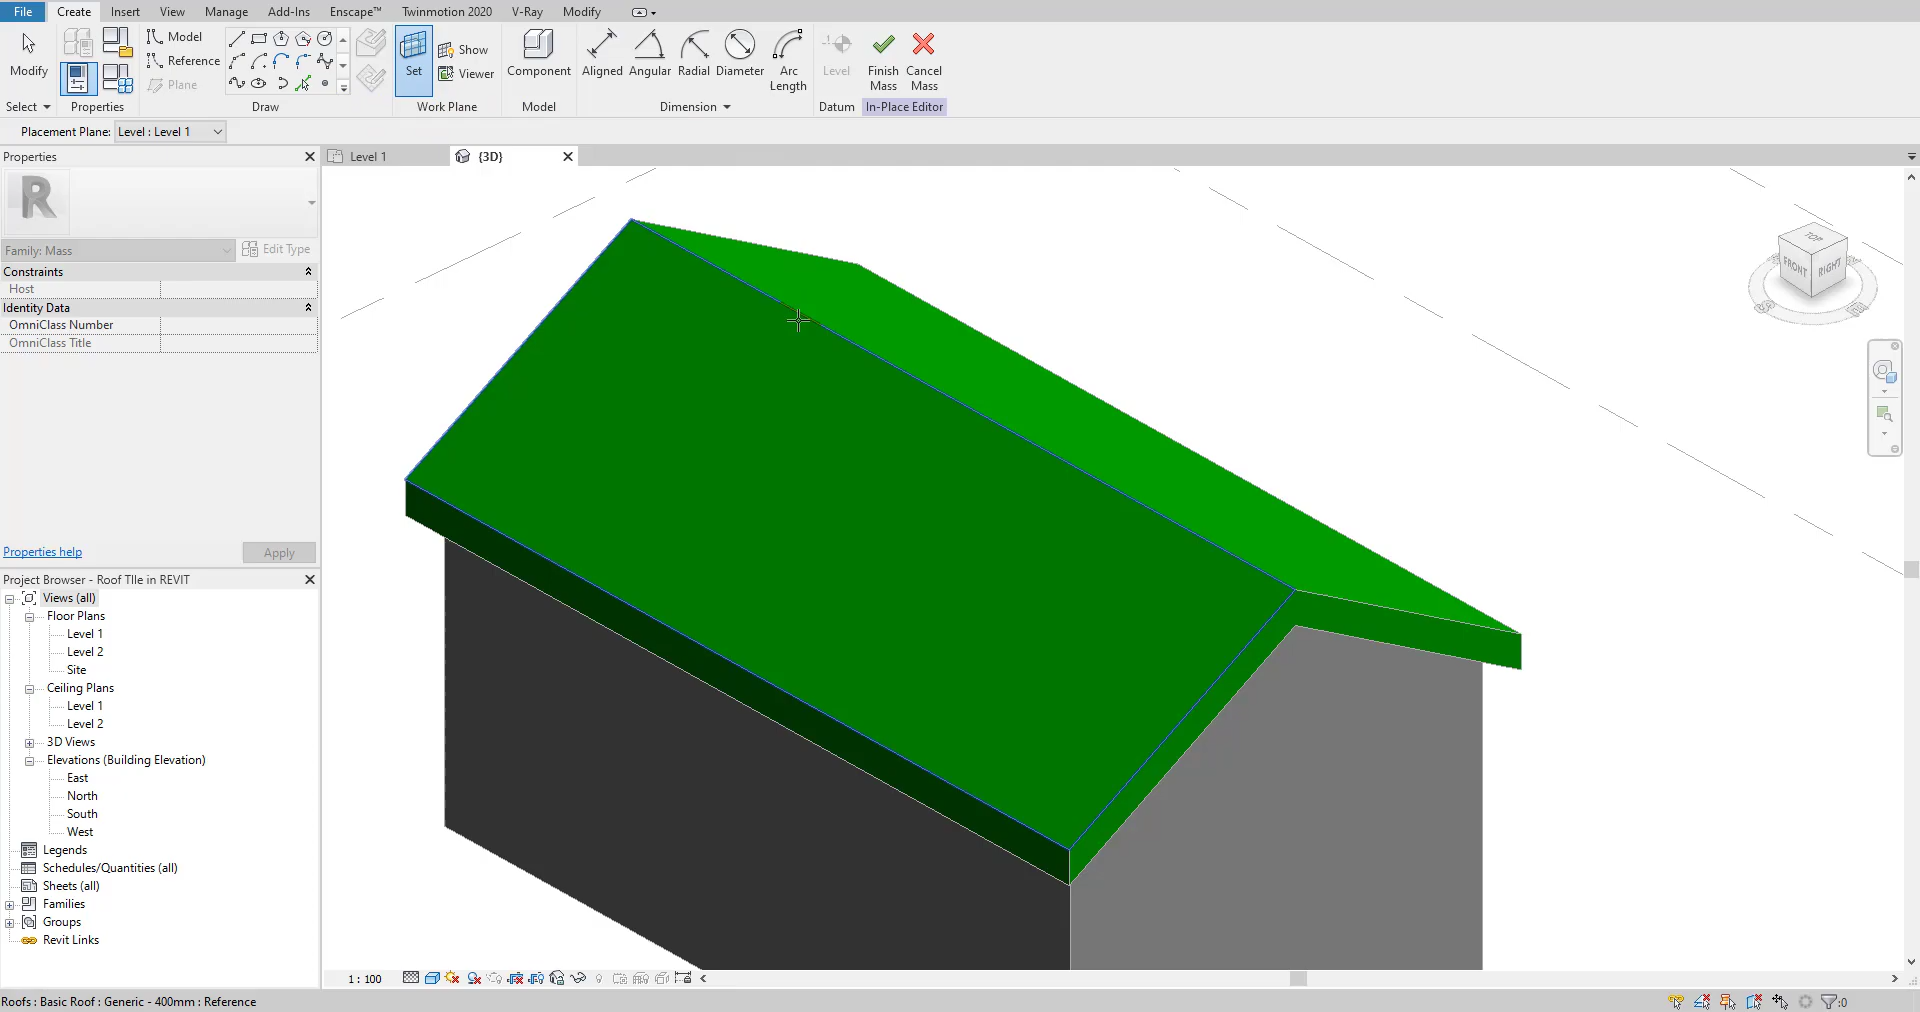 File Create Insert View Manage Add-Ins Enscape™ Twinmotion 2020 V-Ray Modify
Modify
Select
Properties
Model
Reference
Plane
Draw
Set
Show
Viewer
Work Plane
Component
Model
Aligned Angular Radial Diameter Arc Length
Dimension
Level
Datum
Finish Mass
Cancel Mass
In-Place Editor
Placement Plane: Level : Level 1
Properties
R
Family: Mass
Edit Type
Constraints
Host
Identity Data
OmniClass Number
OmniClass Title
Properties help
Apply
Project Browser - Roof TIle in REVIT
Views (all)
Floor Plans
Level 1
Level 2
Site
Ceiling Plans
Level 1
Level 2
3D Views
Elevations (Building Elevation)
East
North
South
West
Legends
Schedules/Quantities (all)
Sheets (all)
Families
Groups
Revit Links
Level 1
{3D}
TOP
FRONT
RIGHT
1 : 100
Roofs : Basic Roof : Generic - 400mm : Reference
:0